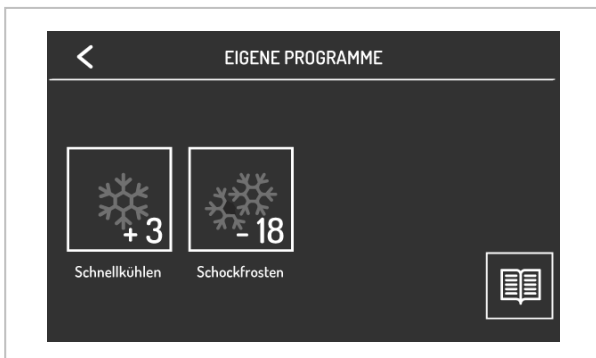 EIGENE PROGRAMME
+3
-18
Schnellkühlen
Schockfrosten